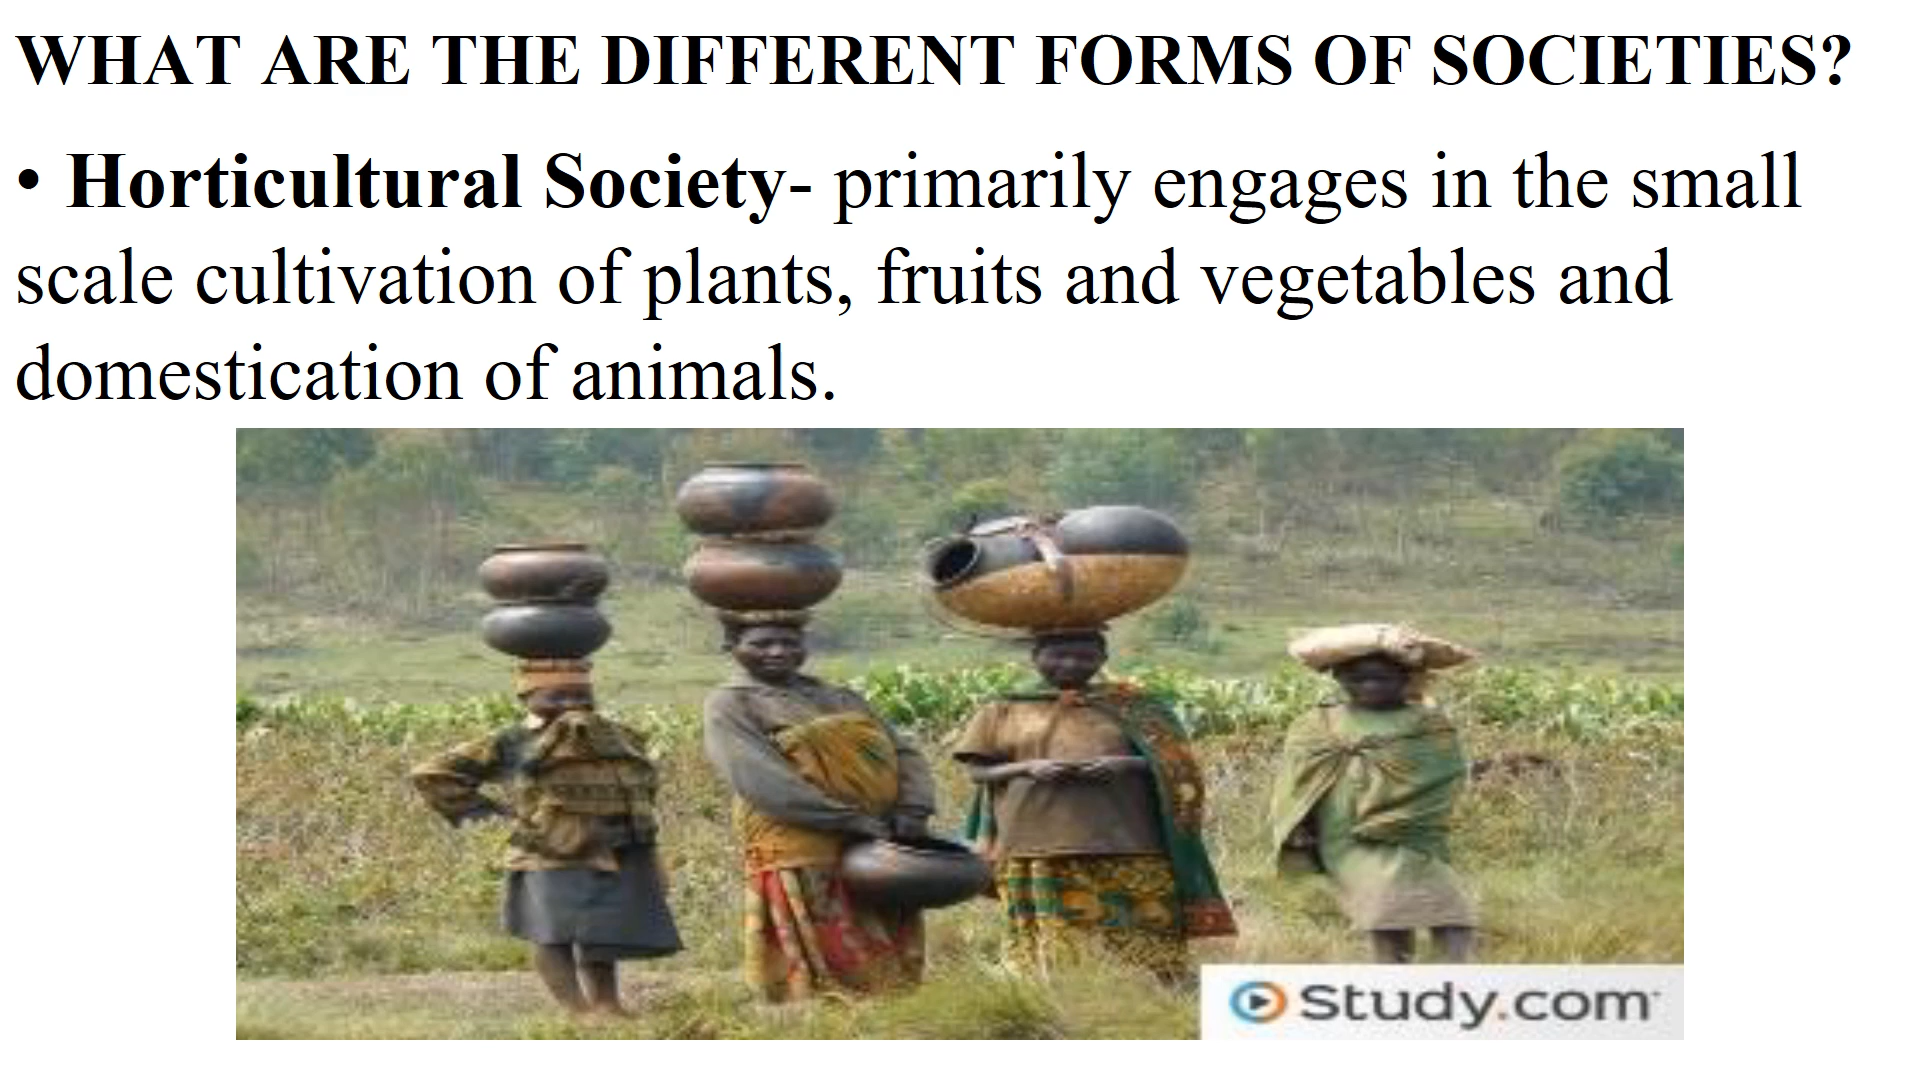 WHAT ARE THE DIFFERENT FORMS OF SOCIETIES?
• Horticultural Society- primarily engages in the small
scale cultivation of plants, fruits and vegetables and
domestication of animals.
Study.com